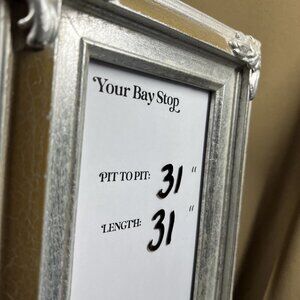 Your Bay Stop
PIT TO PIT: 31"
LENGTH: 31"